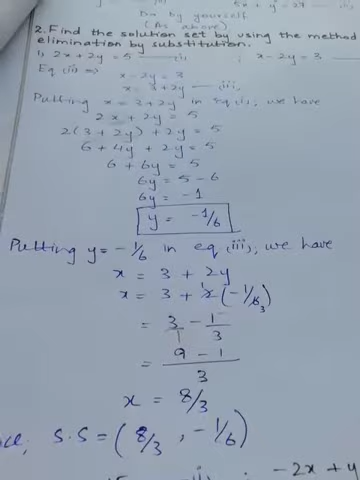 5x + y = 27
Do by yourself
(As above)
2. Find the solution set by using the method
elimination by substitution.
1, 2x + 2y = 5 —(i) ; x - 2y = 3
Eq (ii) =>
x - 2y = 3
x = 3 + 2y — (iii)
Putting x = 3 + 2y in eq (i), we have
2x + 2y = 5
2(3 + 2y) + 2y = 5
6 + 4y + 2y = 5
6 + 6y = 5
6y = 5 - 6
6y = -1
y = -1/6
Putting y = -1/6 in eq (iii), we have
x = 3 + 2y
x = 3 + 2 (-1/6)
= 3/1 - 1/3
= 9 - 1 / 3
x = 8/3
S.S = (8/3, -1/6)
; -2x + y